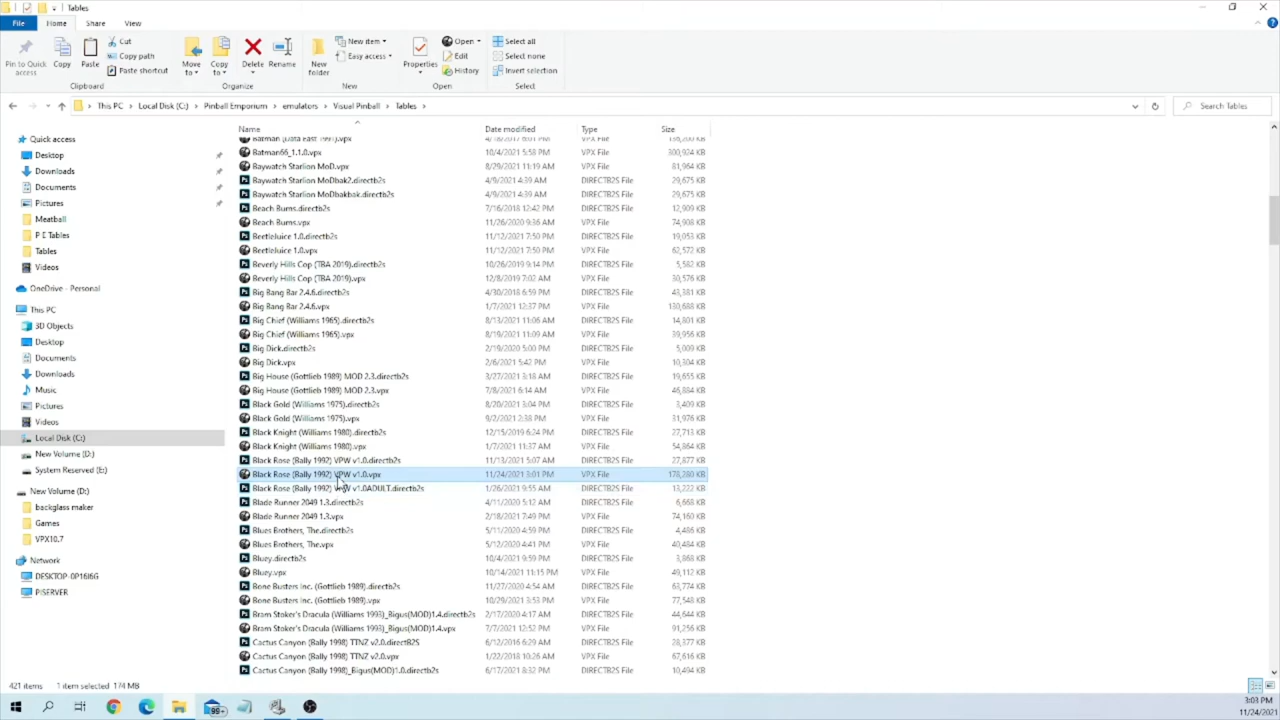 Tables
File Home Share View
Pin to Quick access
Copy
Paste
Cut
Copy path
Paste shortcut
Clipboard
Move to
Copy to
Delete
Rename
Organize
New folder
New item
Easy access
New
Properties
Open
Edit
History
Open
Select all
Select none
Invert selection
Select
This PC > Local Disk (C:) > Pinball Emporium > emulators > Visual Pinball > Tables >
Search Tables
Quick access
Desktop
Downloads
Documents
Pictures
Meatball
P E Tables
Tables
Videos
OneDrive - Personal
This PC
3D Objects
Desktop
Documents
Downloads
Music
Pictures
Videos
Local Disk (C:)
New Volume (D:)
System Reserved (E:)
New Volume (D:)
backglass maker
Games
VPX10.7
Network
DESKTOP-0P16I6G
PISERVER
Name Date modified Type Size
Batman (Data East 1991).vpx VPX File
Batman66_1.1.0.vpx 10/4/2021 5:58 PM VPX File 300,924 KB
Baywatch Starlion MoD.vpx 8/29/2021 11:19 AM VPX File 81,964 KB
Baywatch Starlion MoDbak2.directb2s 4/9/2021 4:39 AM DIRECTB2S File 29,675 KB
Baywatch Starlion MoDbakbak.directb2s 4/9/2021 4:39 AM DIRECTB2S File 29,675 KB
Beach Bums.directb2s 7/16/2018 12:42 PM DIRECTB2S File 12,909 KB
Beach Bums.vpx 11/26/2020 9:36 AM VPX File 74,908 KB
BeetleJuice 1.0.directb2s 11/12/2021 7:50 PM DIRECTB2S File 19,053 KB
BeetleJuice 1.0.vpx 11/12/2021 7:50 PM VPX File 62,572 KB
Beverly Hills Cop (TBA 2019).directb2s 10/26/2019 9:14 PM DIRECTB2S File 5,582 KB
Beverly Hills Cop (TBA 2019).vpx 12/8/2019 7:02 AM VPX File 30,576 KB
Big Bang Bar 2.4.6.directb2s 4/30/2018 6:59 PM DIRECTB2S File 43,381 KB
Big Bang Bar 2.4.6.vpx 1/7/2021 12:37 PM VPX File 130,688 KB
Big Chief (Williams 1965).directb2s 8/13/2021 11:06 AM DIRECTB2S File 14,801 KB
Big Chief (Williams 1965).vpx 8/19/2021 11:09 AM VPX File 39,956 KB
Big Dick.directb2s 2/19/2020 5:00 PM DIRECTB2S File 5,009 KB
Big Dick.vpx 2/6/2021 5:42 PM VPX File 10,304 KB
Big House (Gottlieb 1989) MOD 2.3.directb2s 3/27/2021 3:18 AM DIRECTB2S File 19,655 KB
Big House (Gottlieb 1989) MOD 2.3.vpx 7/8/2021 6:14 AM VPX File 46,884 KB
Black Gold (Williams 1975).directb2s 8/20/2021 6:24 PM DIRECTB2S File 3,409 KB
Black Gold (Williams 1975).vpx 9/2/2021 2:38 PM VPX File 31,976 KB
Black Knight (Williams 1980).directb2s 12/15/2019 6:24 PM DIRECTB2S File 27,713 KB
Black Knight (Williams 1980).vpx 1/7/2021 11:37 AM VPX File 54,864 KB
Black Rose (Bally 1992) VPW v1.0.directb2s 11/13/2021 9:40 AM DIRECTB2S File 27,877 KB
Black Rose (Bally 1992) VPW v1.0.vpx 11/24/2021 3:01 PM VPX File 178,280 KB
Black Rose (Bally 1992) VPW v1.0ADULT.directb2s 1/26/2021 9:55 AM DIRECTB2S File 13,222 KB
Blade Runner 2049 1.3.directb2s 4/11/2020 5:12 AM DIRECTB2S File 6,668 KB
Blade Runner 2049 1.3.vpx 2/18/2021 7:49 PM VPX File 74,160 KB
Blues Brothers, The.directb2s 5/11/2020 4:59 PM DIRECTB2S File 4,486 KB
Blues Brothers, The.vpx 5/12/2020 4:41 PM VPX File 40,484 KB
Bluey.directb2s 10/4/2021 9:59 PM DIRECTB2S File 3,868 KB
Bluey.vpx 10/14/2021 11:15 PM VPX File 49,112 KB
Bone Busters Inc. (Gottlieb 1989).directb2s 11/27/2020 4:54 AM DIRECTB2S File 63,774 KB
Bone Busters Inc. (Gottlieb 1989).vpx 10/29/2021 3:53 PM VPX File 77,548 KB
Bram Stoker's Dracula (Williams 1993)_Bigus(MOD)1.4.directb2s 2/17/2020 4:17 AM DIRECTB2S File 44,644 KB
Bram Stoker's Dracula (Williams 1993)_Bigus(MOD)1.4.vpx 7/7/2021 12:52 PM VPX File 91,256 KB
Cactus Canyon (Bally 1998) TTNZ v2.0.directB2S 6/12/2016 6:29 AM DIRECTB2S File 28,377 KB
Cactus Canyon (Bally 1998) TTNZ v2.0.vpx 1/22/2018 10:26 AM VPX File 67,616 KB
Cactus Canyon (Bally 1998)_Bigus(MOD)1.0.directb2s 6/17/2021 8:32 PM DIRECTB2S File 10,494 KB
421 items 1 item selected 174 MB
99+
3:03 PM
11/24/2021